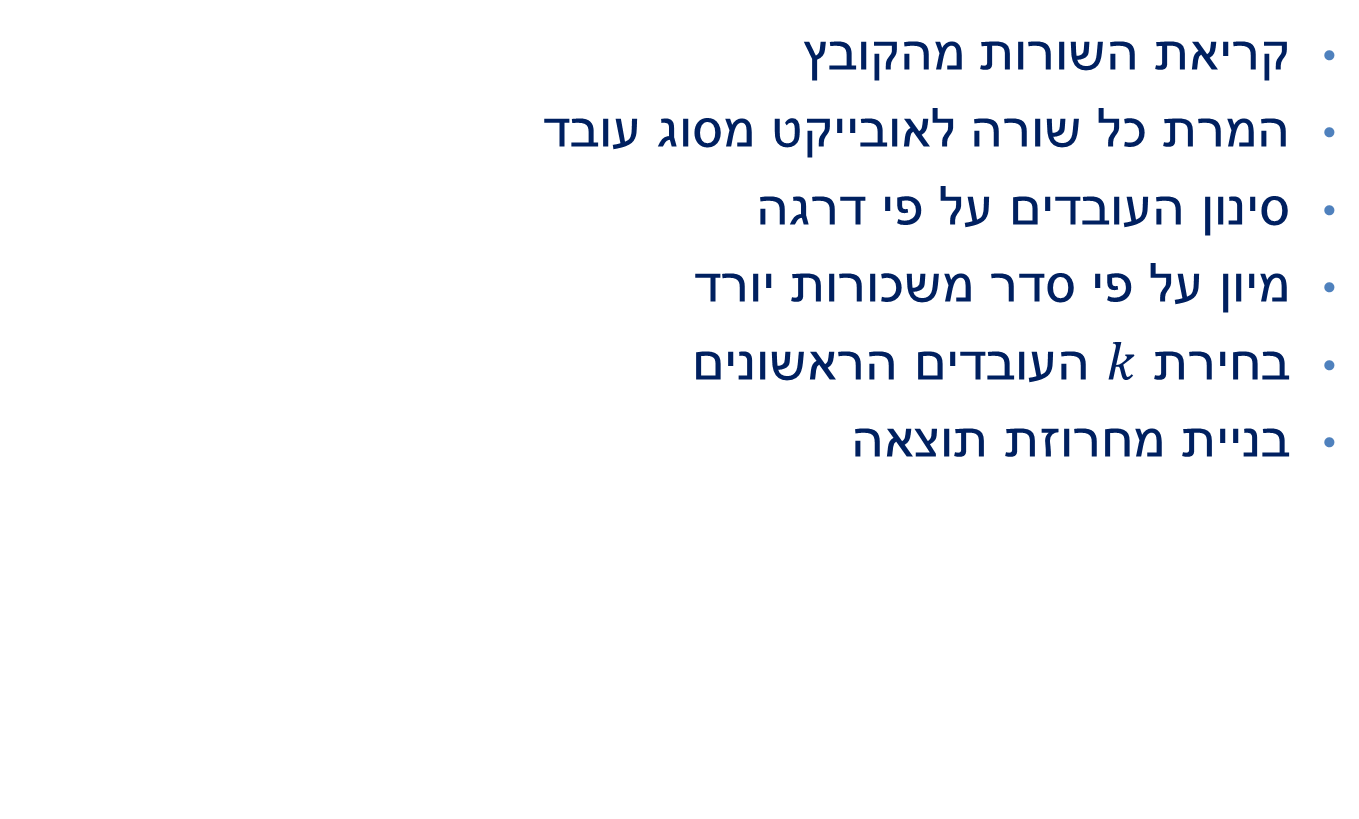 • קריאת השורות מהקובץ
• המרת כל שורה לאובייקט מסוג עובד
• סינון העובדים על פי דרגה
• מיון על פי סדר משכורות יורד
• בחירת k העובדים הראשונים
• בניית מחרוזת תוצאה